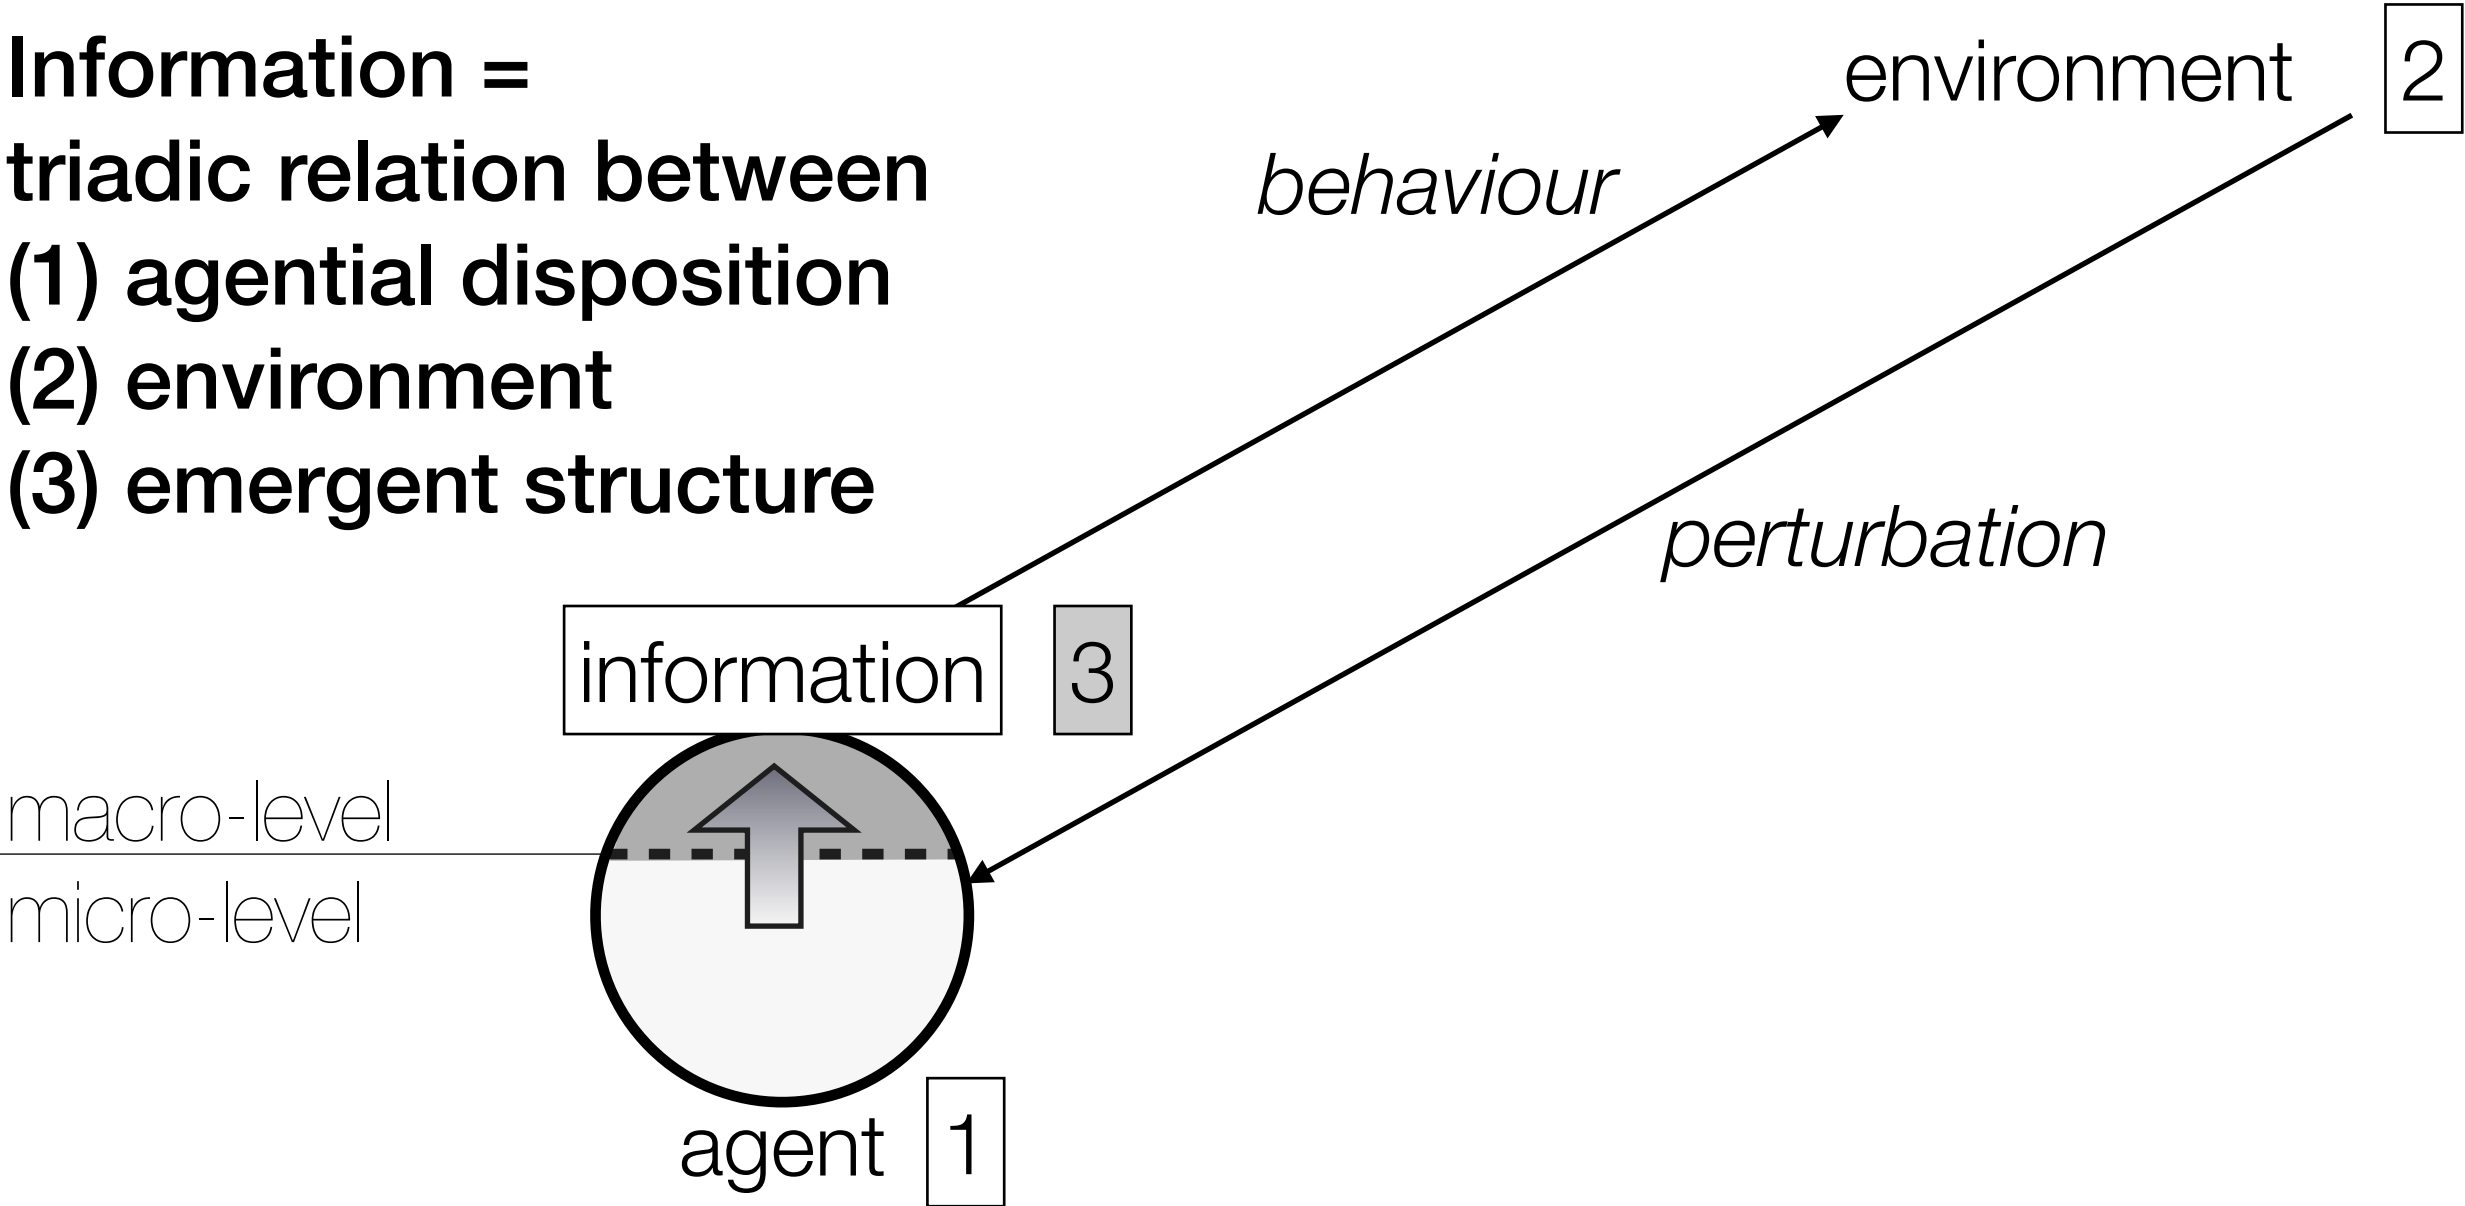 Information =
triadic relation between
(1) agential disposition
(2) environment
(3) emergent structure
environment 2
behaviour
perturbation
information 3
macro-level
micro-level
agent 1